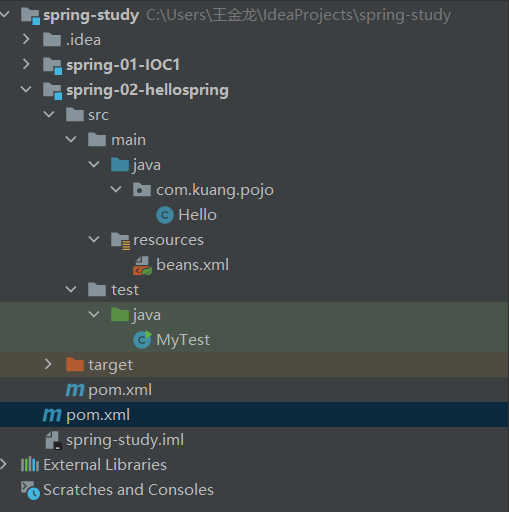 spring-study C:\Users\王金龙\IdeaProjects\spring-study
.idea
spring-01-IOC1
spring-02-hellospring
src
main
java
com.kuang.pojo
Hello
resources
beans.xml
test
java
MyTest
target
pom.xml
pom.xml
spring-study.iml
External Libraries
Scratches and Consoles